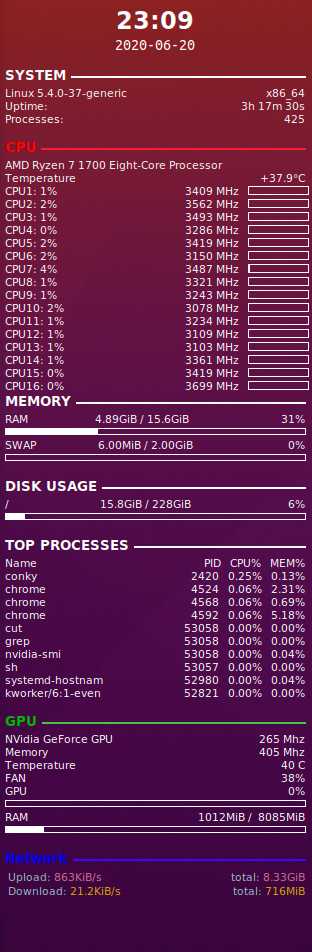 23:09
2020-06-20
SYSTEM
Linux 5.4.0-37-generic x86_64
Uptime: 3h 17m 30s
Processes: 425
CPU
AMD Ryzen 7 1700 Eight-Core Processor
Temperature +37.9°C
CPU1: 1% 3409 MHz
CPU2: 2% 3562 MHz
CPU3: 1% 3493 MHz
CPU4: 0% 3286 MHz
CPU5: 2% 3419 MHz
CPU6: 2% 3150 MHz
CPU7: 4% 3487 MHz
CPU8: 1% 3321 MHz
CPU9: 1% 3243 MHz
CPU10: 2% 3078 MHz
CPU11: 1% 3234 MHz
CPU12: 1% 3109 MHz
CPU13: 1% 3103 MHz
CPU14: 1% 3361 MHz
CPU15: 0% 3419 MHz
CPU16: 0% 3699 MHz
MEMORY
RAM 4.89GiB / 15.6GiB 31%
SWAP 6.00MiB / 2.00GiB 0%
DISK USAGE
/ 15.8GiB / 228GiB 6%
TOP PROCESSES
Name PID CPU% MEM%
conky 2420 0.25% 0.13%
chrome 4524 0.06% 2.31%
chrome 4568 0.06% 0.69%
chrome 4592 0.06% 5.18%
cut 53058 0.00% 0.00%
grep 53058 0.00% 0.00%
nvidia-smi 53058 0.00% 0.04%
sh 53057 0.00% 0.00%
systemd-hostnam 52980 0.00% 0.04%
kworker/6:1-even 52821 0.00% 0.00%
GPU
NVidia GeForce GPU 265 Mhz
Memory 405 Mhz
Temperature 40 C
FAN 38%
GPU 0%
RAM 1012MiB / 8085MiB
Network
Upload: 863KiB/s total: 8.33GiB
Download: 21.2KiB/s total: 716MiB